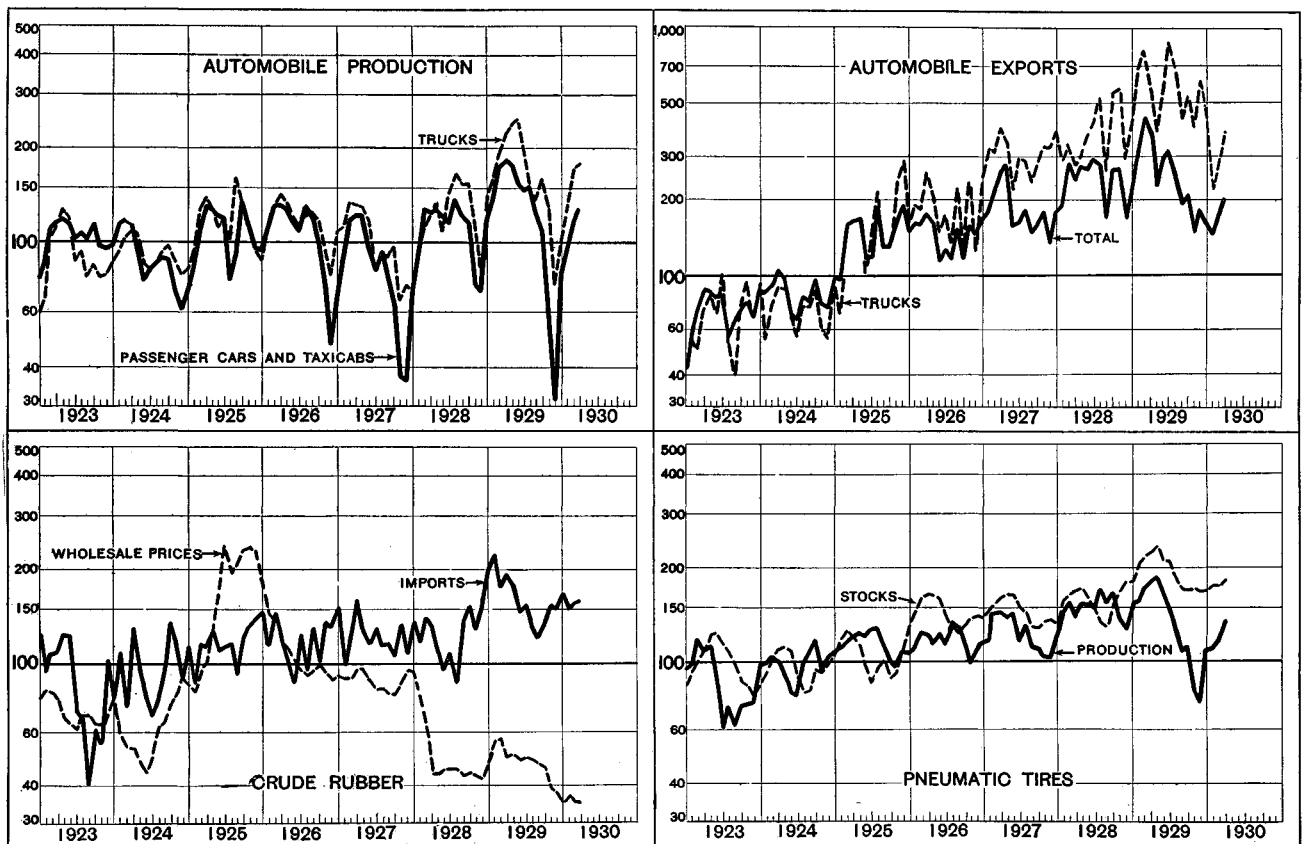 AUTOMOBILE PRODUCTION
500
400
300
200
150
100
60
40
30
TRUCKS
PASSENGER CARS AND TAXICABS
1923 1924 1925 1926 1927 1928 1929 1930
AUTOMOBILE EXPORTS
1,000
700
500
300
200
100
60
40
30
TOTAL
TRUCKS
1923 1924 1925 1926 1927 1928 1929 1930
500
400
300
200
150
100
60
40
30
WHOLESALE PRICES
IMPORTS
CRUDE RUBBER
1923 1924 1925 1926 1927 1928 1929 1930
500
400
300
200
150
100
60
40
30
STOCKS
PRODUCTION
PNEUMATIC TIRES
1923 1924 1925 1926 1927 1928 1929 1930